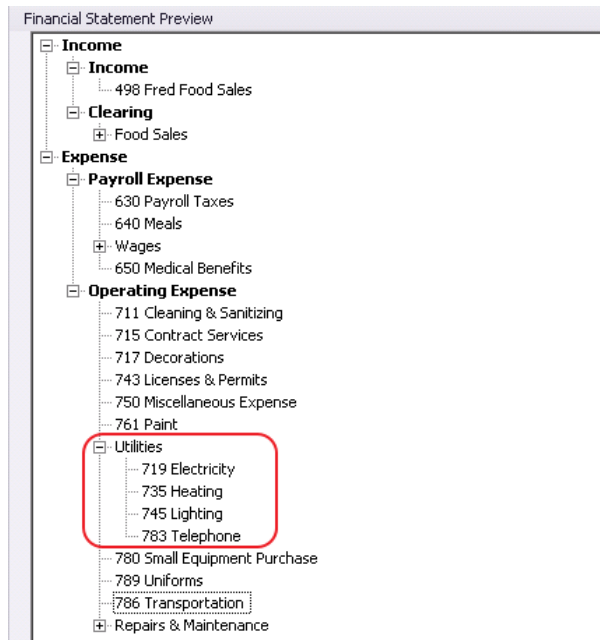 Financial Statement Preview
Income
Income
498 Fred Food Sales
Clearing
Food Sales
Expense
Payroll Expense
630 Payroll Taxes
640 Meals
Wages
650 Medical Benefits
Operating Expense
711 Cleaning & Sanitizing
715 Contract Services
717 Decorations
743 Licenses & Permits
750 Miscellaneous Expense
761 Paint
Utilities
719 Electricity
735 Heating
745 Lighting
783 Telephone
780 Small Equipment Purchase
789 Uniforms
786 Transportation
Repairs & Maintenance